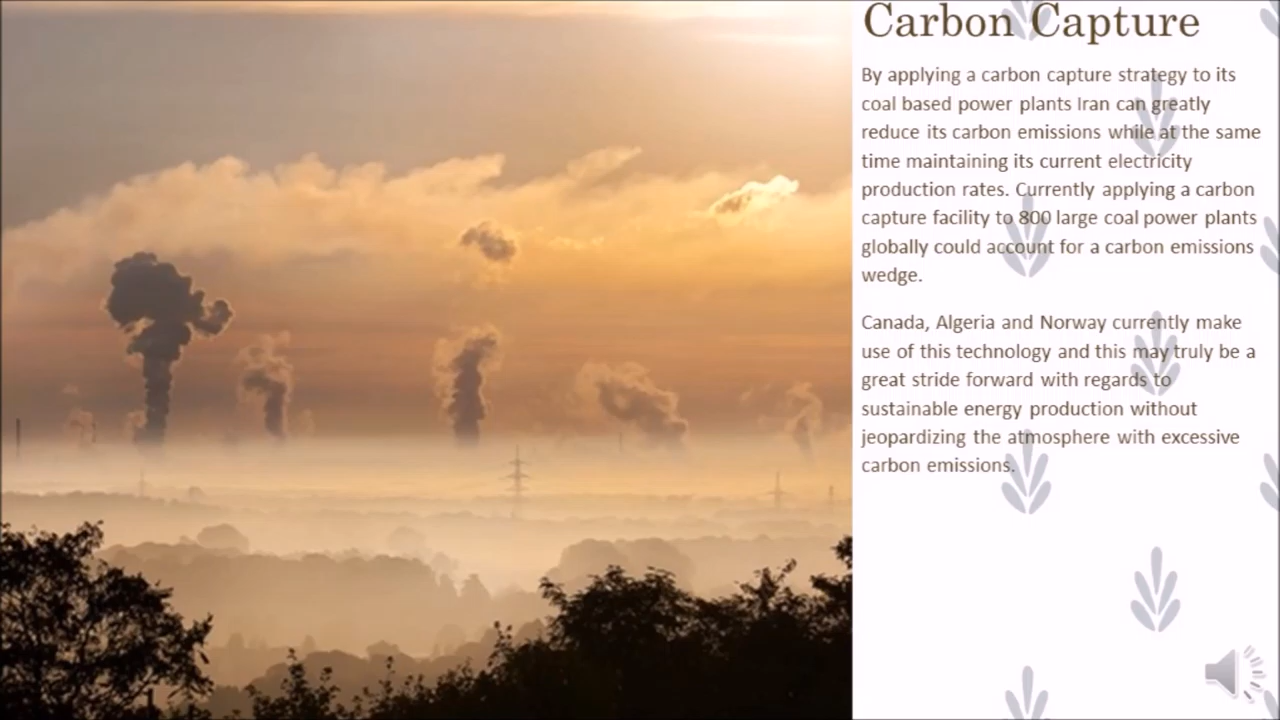 Carbon Capture
By applying a carbon capture strategy to its
coal based power plants Iran can greatly
reduce its carbon emissions while at the same
time maintaining its current electricity
production rates. Currently applying a carbon
capture facility to 800 large coal power plants
globally could account for a carbon emissions
wedge.
Canada, Algeria and Norway currently make
use of this technology and this may truly be a
great stride forward with regards to
sustainable energy production without
jeopardizing the atmosphere with excessive
carbon emissions.